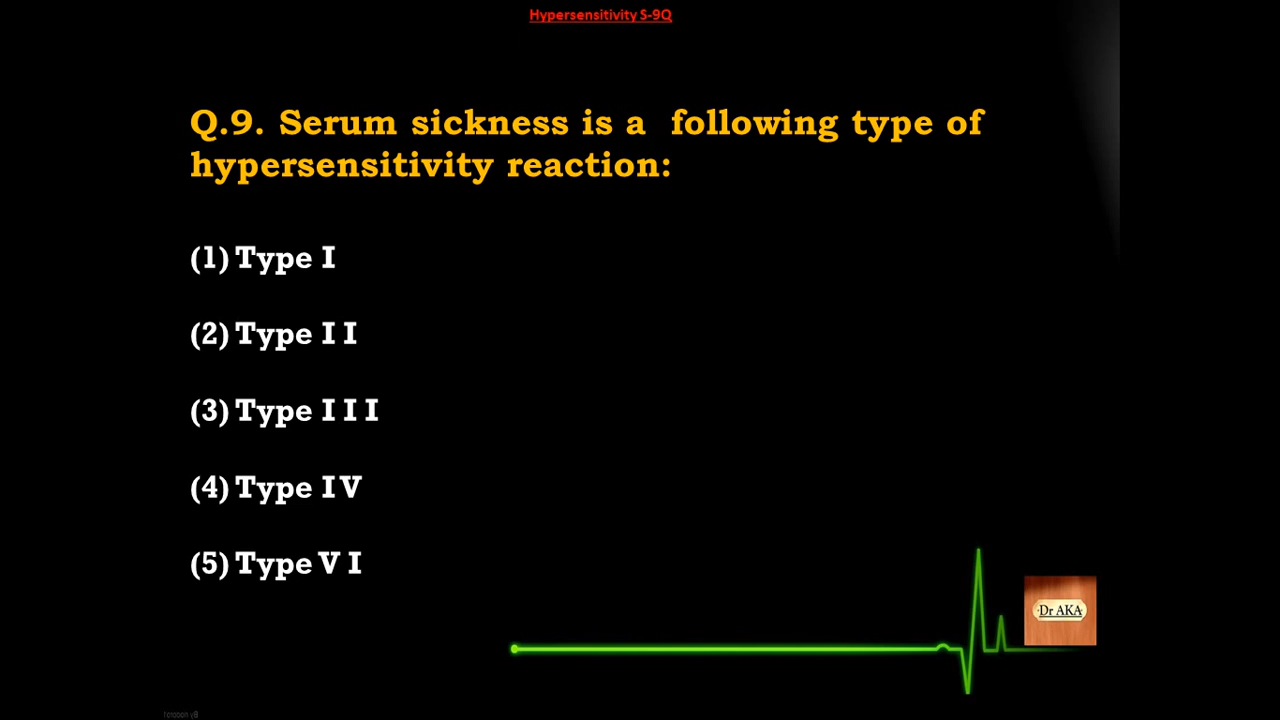 Hypersensitivity S-9Q
Q.9. Serum sickness is a following type of
hypersensitivity reaction:
(1) Type I
(2) Type I I
(3) Type I I I
(4) Type I V
(5) Type V I
Dr AKA